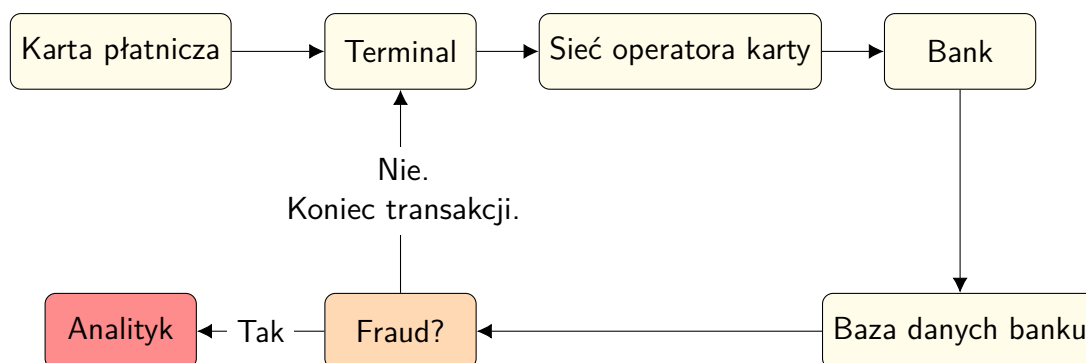 Karta płatnicza
Terminal
Sieć operatora karty
Bank
Nie.
Koniec transakcji.
Analityk
Tak
Fraud?
Baza danych banku